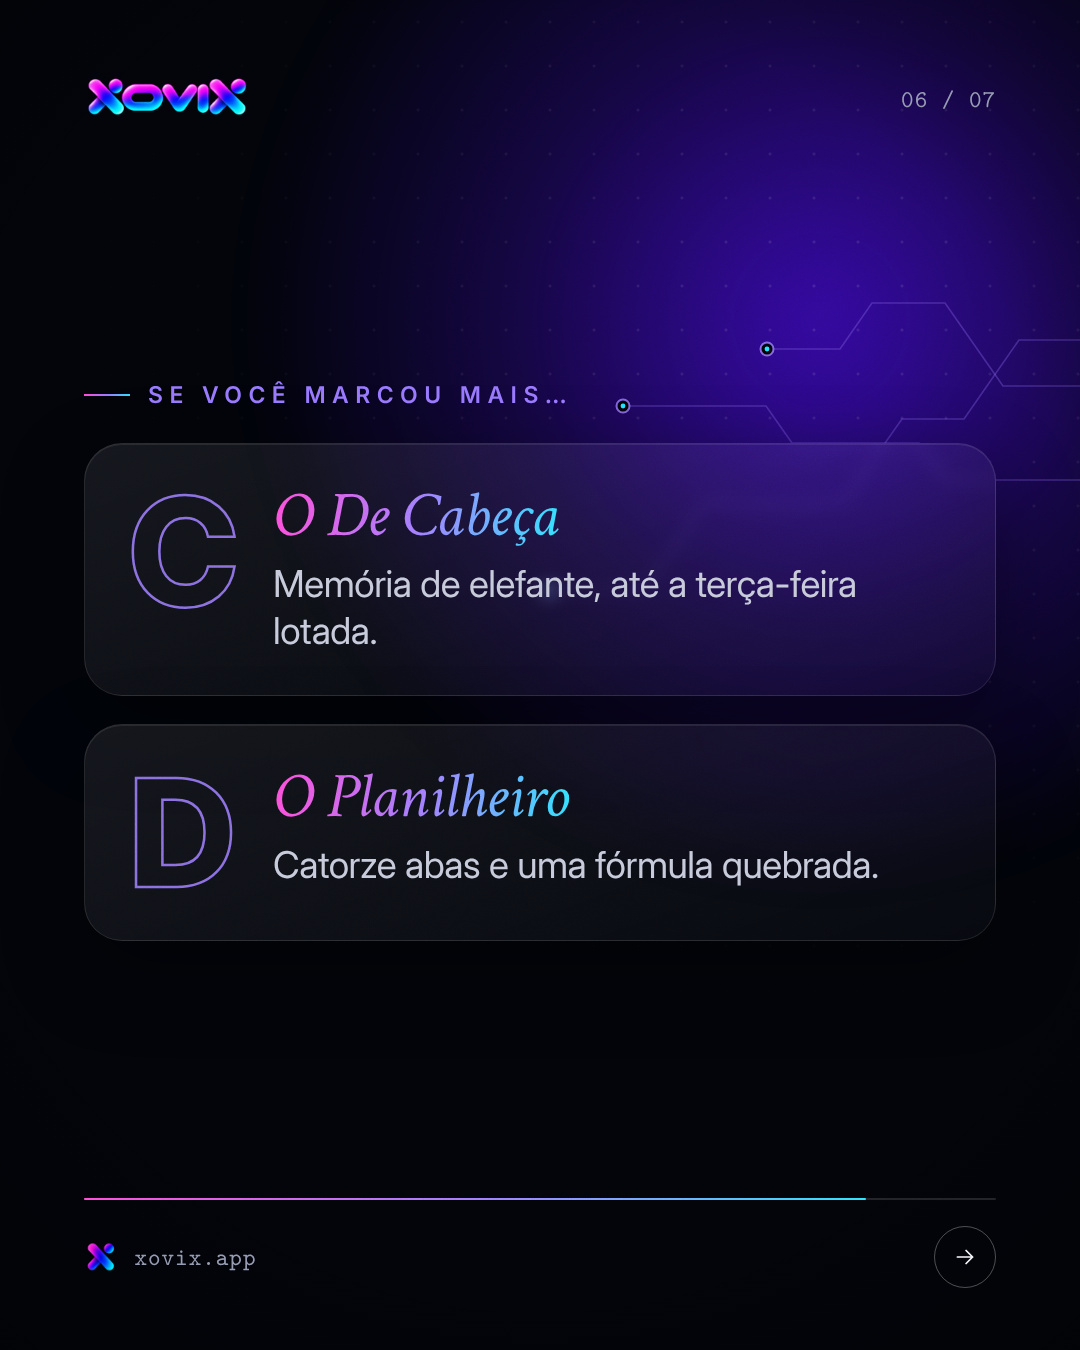 XOVIX
06 / 07
SE VOCÊ MARCOU MAIS...
C
O De Cabeça
Memória de elefante, até a terça-feira
lotada.
D
O Planilheiro
Catorze abas e uma fórmula quebrada.
xovix.app